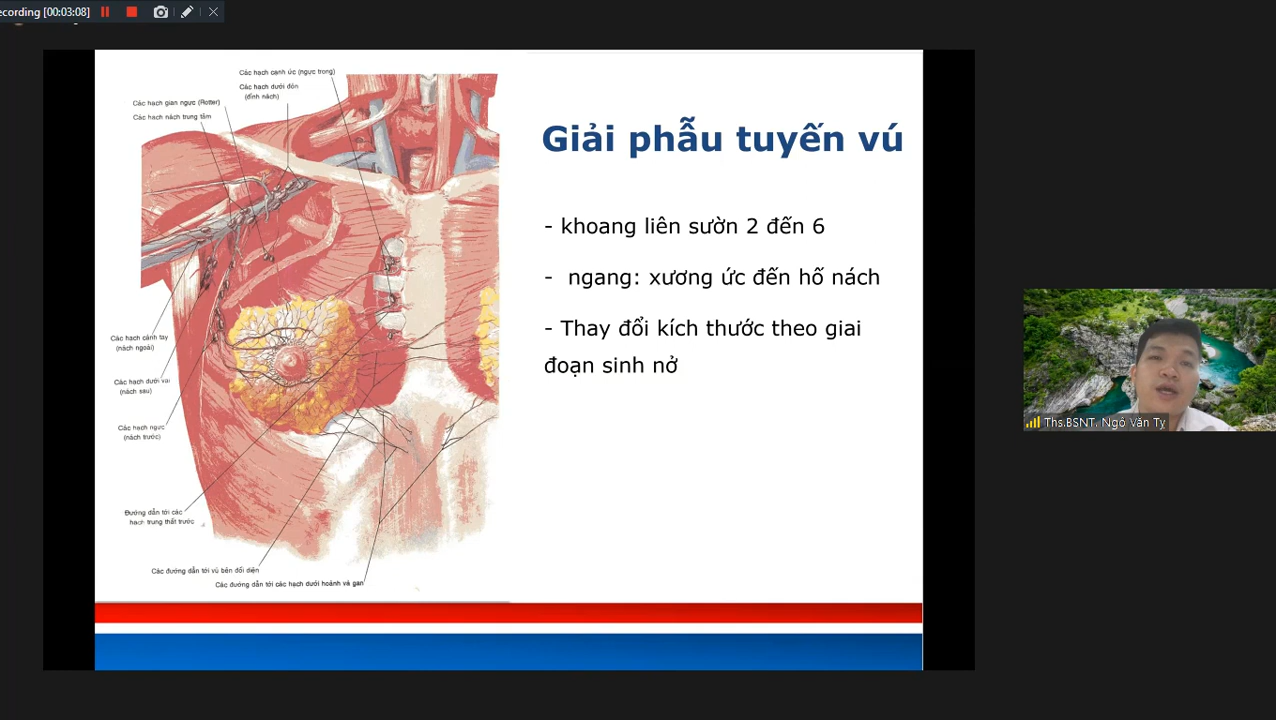 ecording [00:03:08]
Các hạch cạnh ức (ngực trong)
Các hạch dưới đòn
(đỉnh nách)
Các hạch gian ngực (Rotter)
Các hạch nách trung tâm
Giải phẫu tuyến vú
- khoang liên sườn 2 đến 6
- ngang: xương ức đến hố nách
- Thay đổi kích thước theo giai
đoạn sinh nở
Các hạch cánh tay
(nách ngoài)
Các hạch dưới vai
(nách sau)
Các hạch ngực
(nách trước)
Đường dẫn tới các
hạch trung thất trước
Các đường dẫn tới vú bên đối diện
Các đường dẫn tới các hạch dưới hoành và gan
Ths.BSNT. Ngô Văn Tỵ